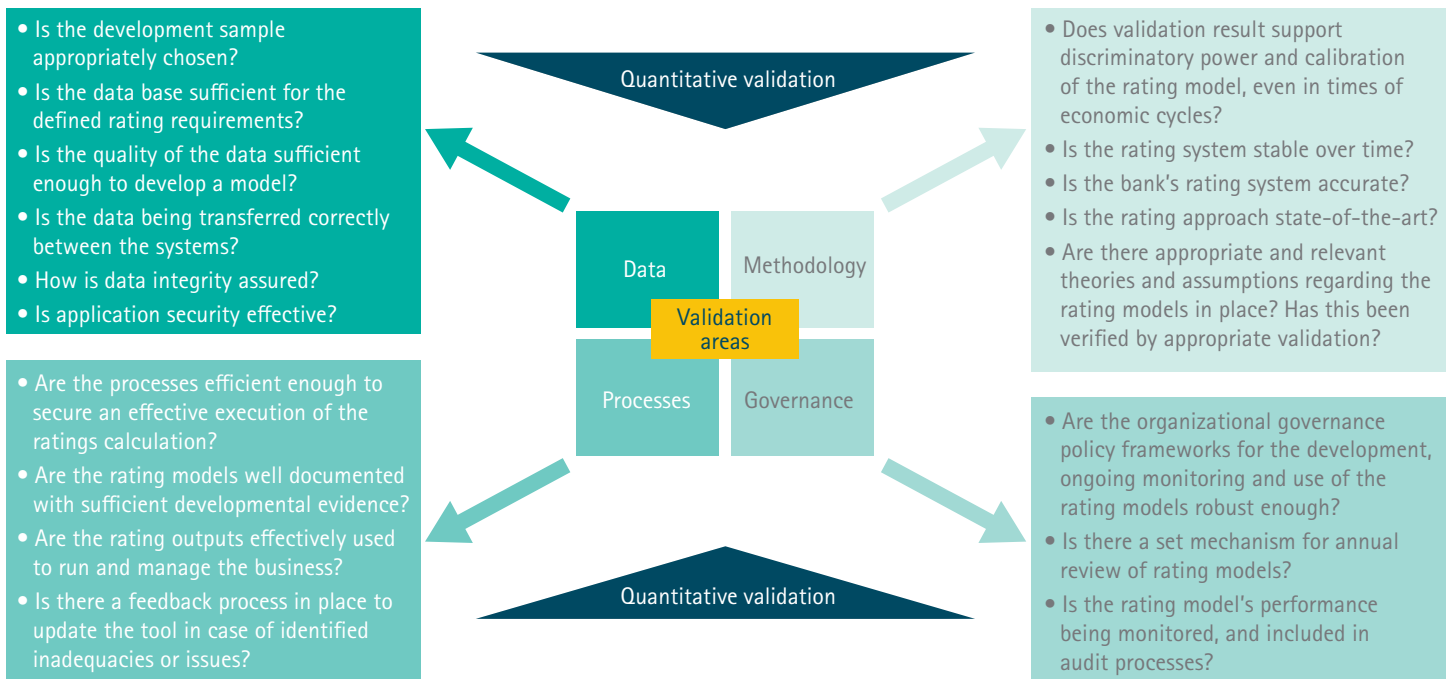 • Is the development sample
appropriately chosen?
• Is the data base sufficient for the
defined rating requirements?
• Is the quality of the data sufficient
enough to develop a model?
• Is the data being transferred correctly
between the systems?
• How is data integrity assured?
• Is application security effective?
Quantitative validation
• Does validation result support
discriminatory power and calibration
of the rating model, even in times of
economic cycles?
• Is the rating system stable over time?
• Is the bank's rating system accurate?
• Is the rating approach state-of-the-art?
• Are there appropriate and relevant
theories and assumptions regarding the
rating models in place? Has this been
verified by appropriate validation?
Data
Methodology
Validation
areas
Processes
Governance
• Are the processes efficient enough to
secure an effective execution of the
ratings calculation?
• Are the rating models well documented
with sufficient developmental evidence?
• Are the rating outputs effectively used
to run and manage the business?
• Is there a feedback process in place to
update the tool in case of identified
inadequacies or issues?
Quantitative validation
• Are the organizational governance
policy frameworks for the development,
ongoing monitoring and use of the
rating models robust enough?
• Is there a set mechanism for annual
review of rating models?
• Is the rating model's performance
being monitored, and included in
audit processes?